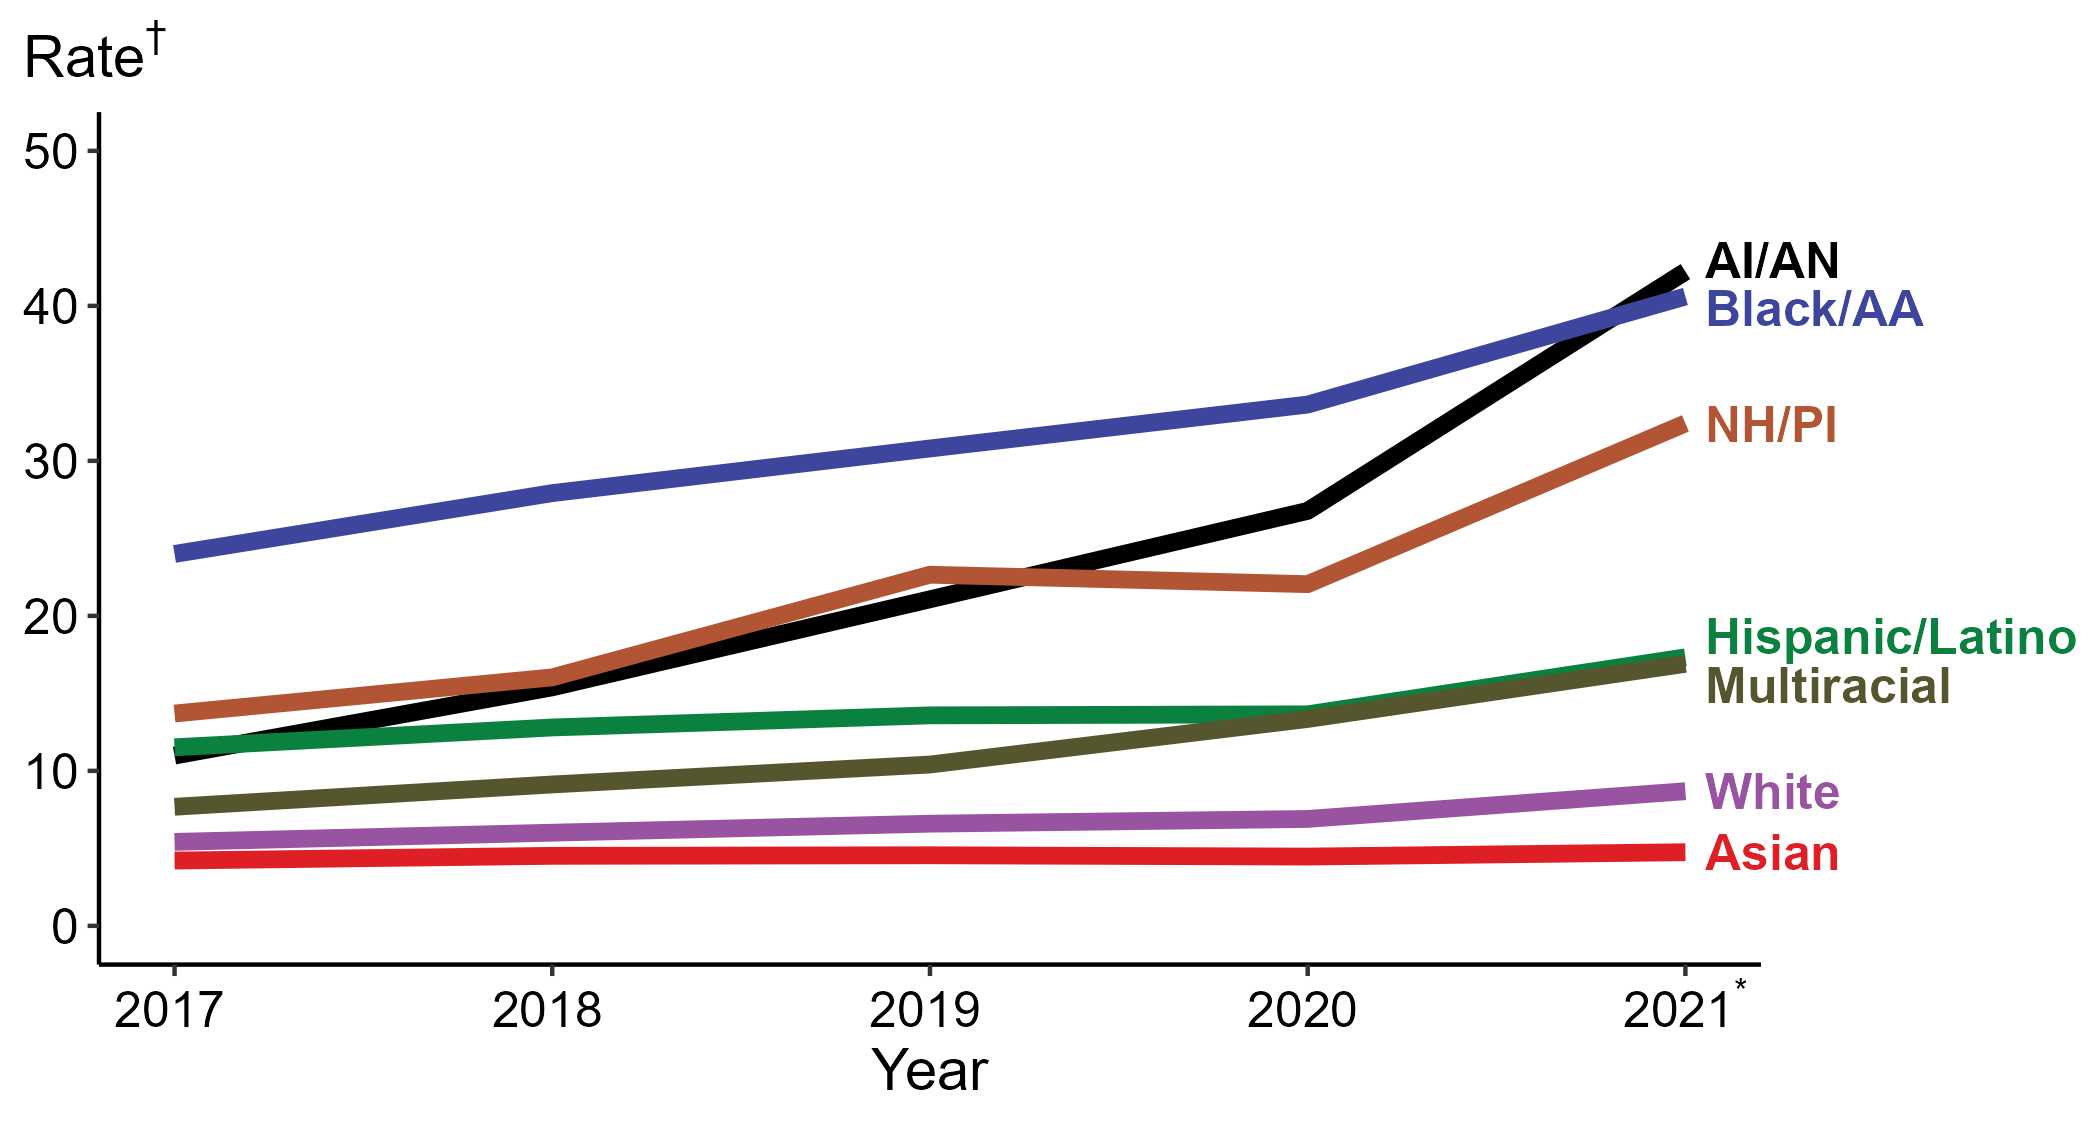 Rate†
50
40
30
20
10
0
AI/AN
Black/AA
NH/PI
Hispanic/Latino
Multiracial
White
Asian
2017 2018 2019 2020 2021*
Year